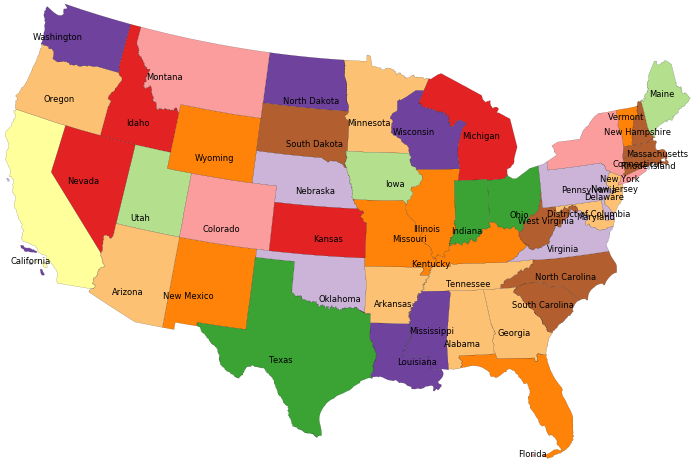 Washington
Maine
Montana
Oregon
North Dakota
Vermont
Minnesota
Idaho
Wisconsin
New Hampshire
Michigan
South Dakota
Massachusetts
Wyoming
Connecticut
Rhode Island
Nevada
New York
Iowa
Nebraska
Pennsylvania
New Jersey
Delaware
Utah
Ohio
District of Columbia
Maryland
West Virginia
Colorado
Illinois
Indiana
Kansas
Missouri
Virginia
California
Kentucky
North Carolina
Tennessee
Arizona
New Mexico
Oklahoma
Arkansas
South Carolina
Mississippi
Georgia
Alabama
Texas
Louisiana
Florida